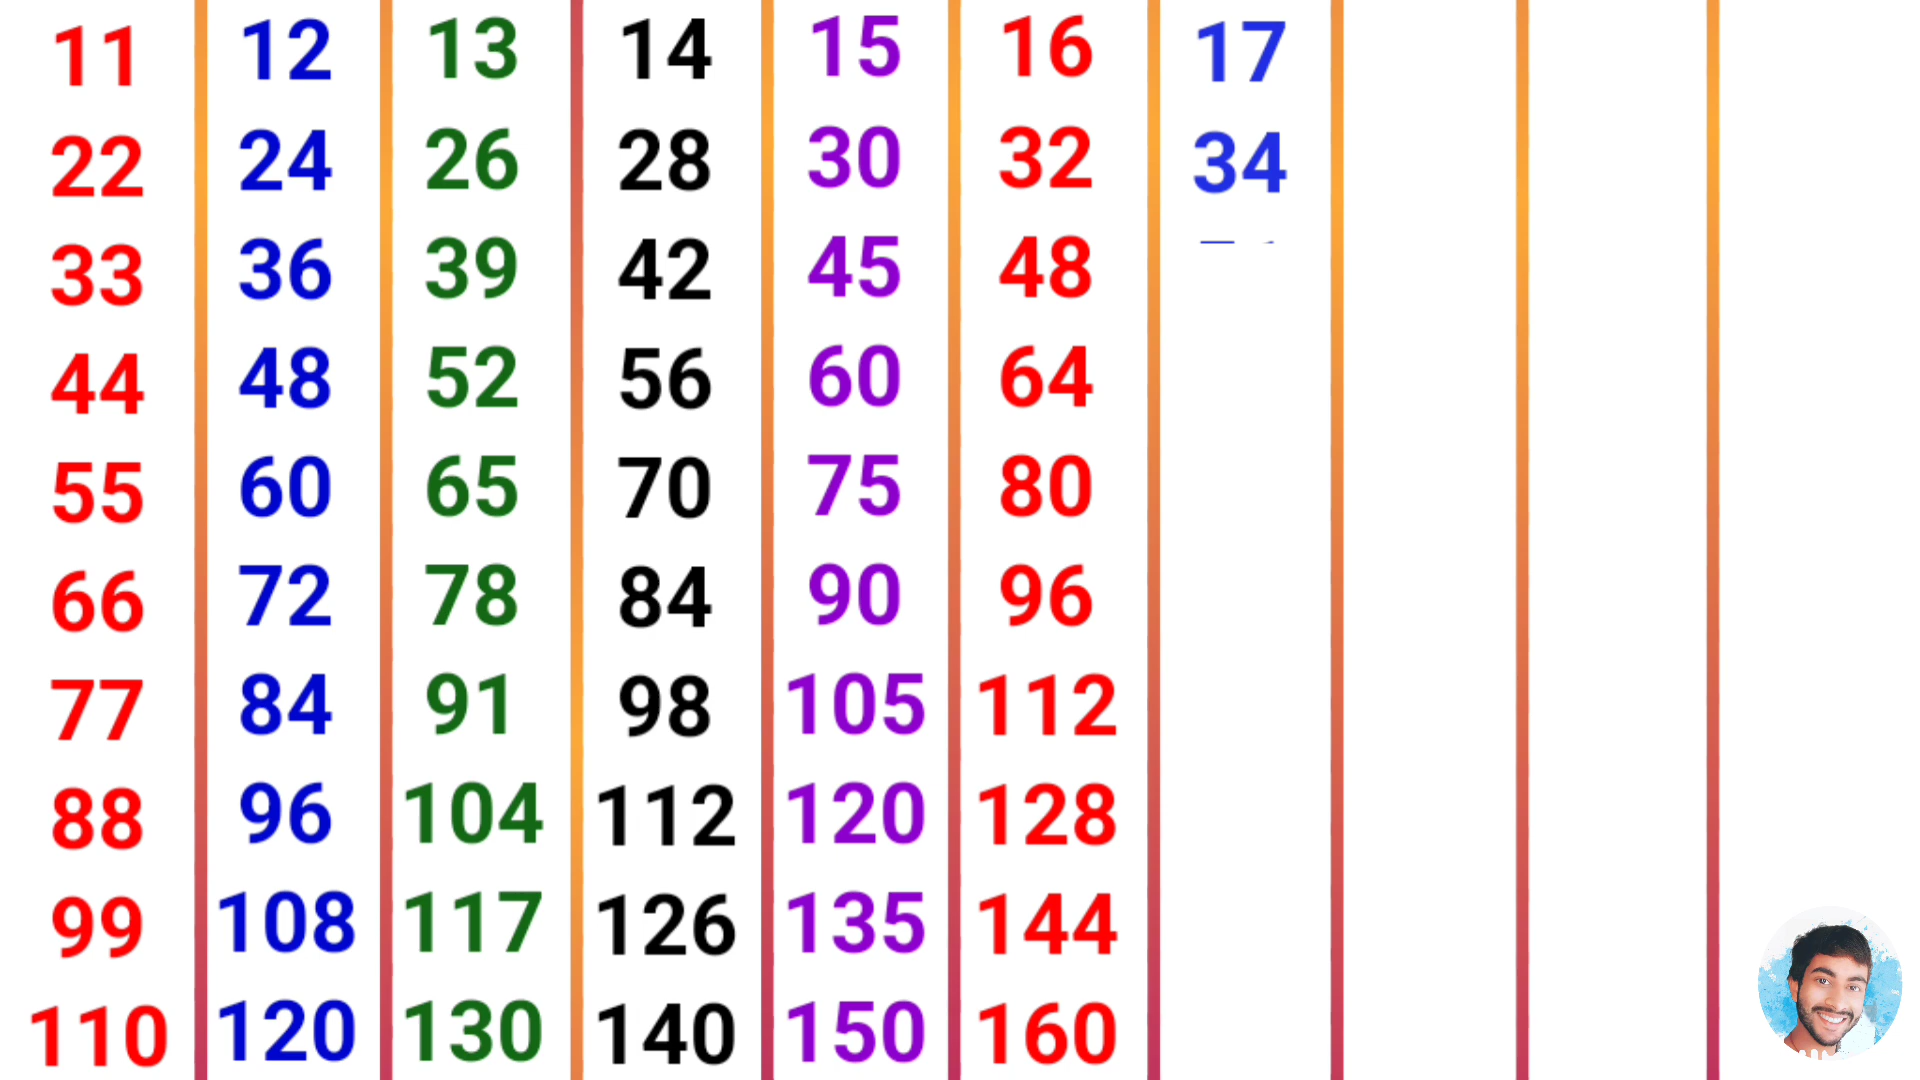 11 12 13 14 15 16 17
22 24 26 28 30 32 34
33 36 39 42 45 48
44 48 52 56 60 64
55 60 65 70 75 80
66 72 78 84 90 96
77 84 91 98 105 112
88 96 104 112 120 128
99 108 117 126 135 144
110 120 130 140 150 160